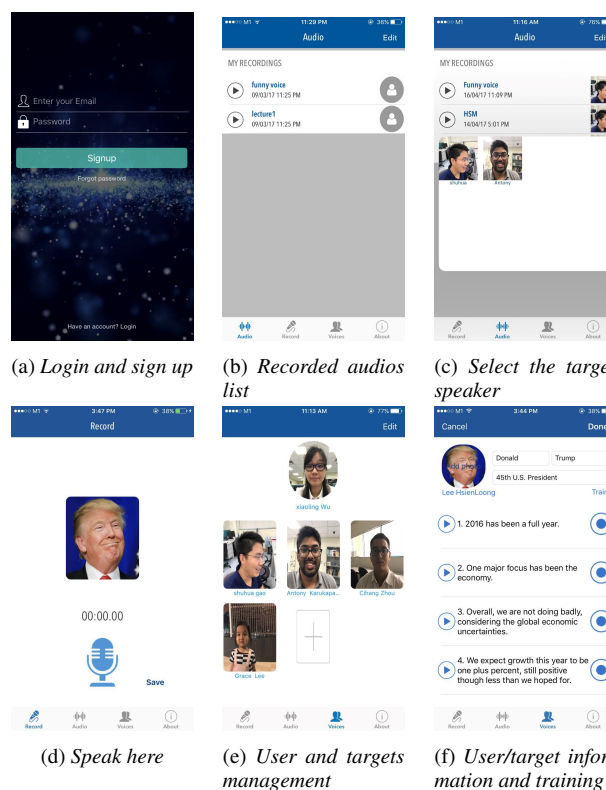 Enter your Email
Password
Signup
Forgot password
Have an account? Login
(a) Login and sign up
M1 11:29 PM 36%
Audio Edit
MY RECORDINGS
funny voice
09/03/17 11:25 PM
lecture1
09/03/17 11:25 PM
Audio Record Voices About
(b) Recorded audios
list
M1 11:16 AM 76%
Audio Edi
MY RECORDINGS
Funny voice
16/04/17 11:09 PM
HSM
14/04/17 5:01 PM
shuhua Antony
Record Audio Voices About
(c) Select the targe
speaker
M1 3:47 PM 38%
Record
00:00.00
Save
Record Audio Voices About
(d) Speak here
M1 11:13 AM 77%
Edit
xiaoling Wu
shuhua gao Antony Karukapa... Cihang Zhou
Grace Lee
Record Audio Voices About
(e) User and targets
management
M1 3:44 PM 38%
Cancel Done
Donald Trump
45th U.S. President
Lee HsienLoong Train
1. 2016 has been a full year.
2. One major focus has been the
economy.
3. Overall, we are not doing badly,
considering the global economic
uncertainties.
4. We expect growth this year to be
one plus percent, still positive
though less than we hoped for.
Record Audio Voices About
(f) User/target infor
mation and training